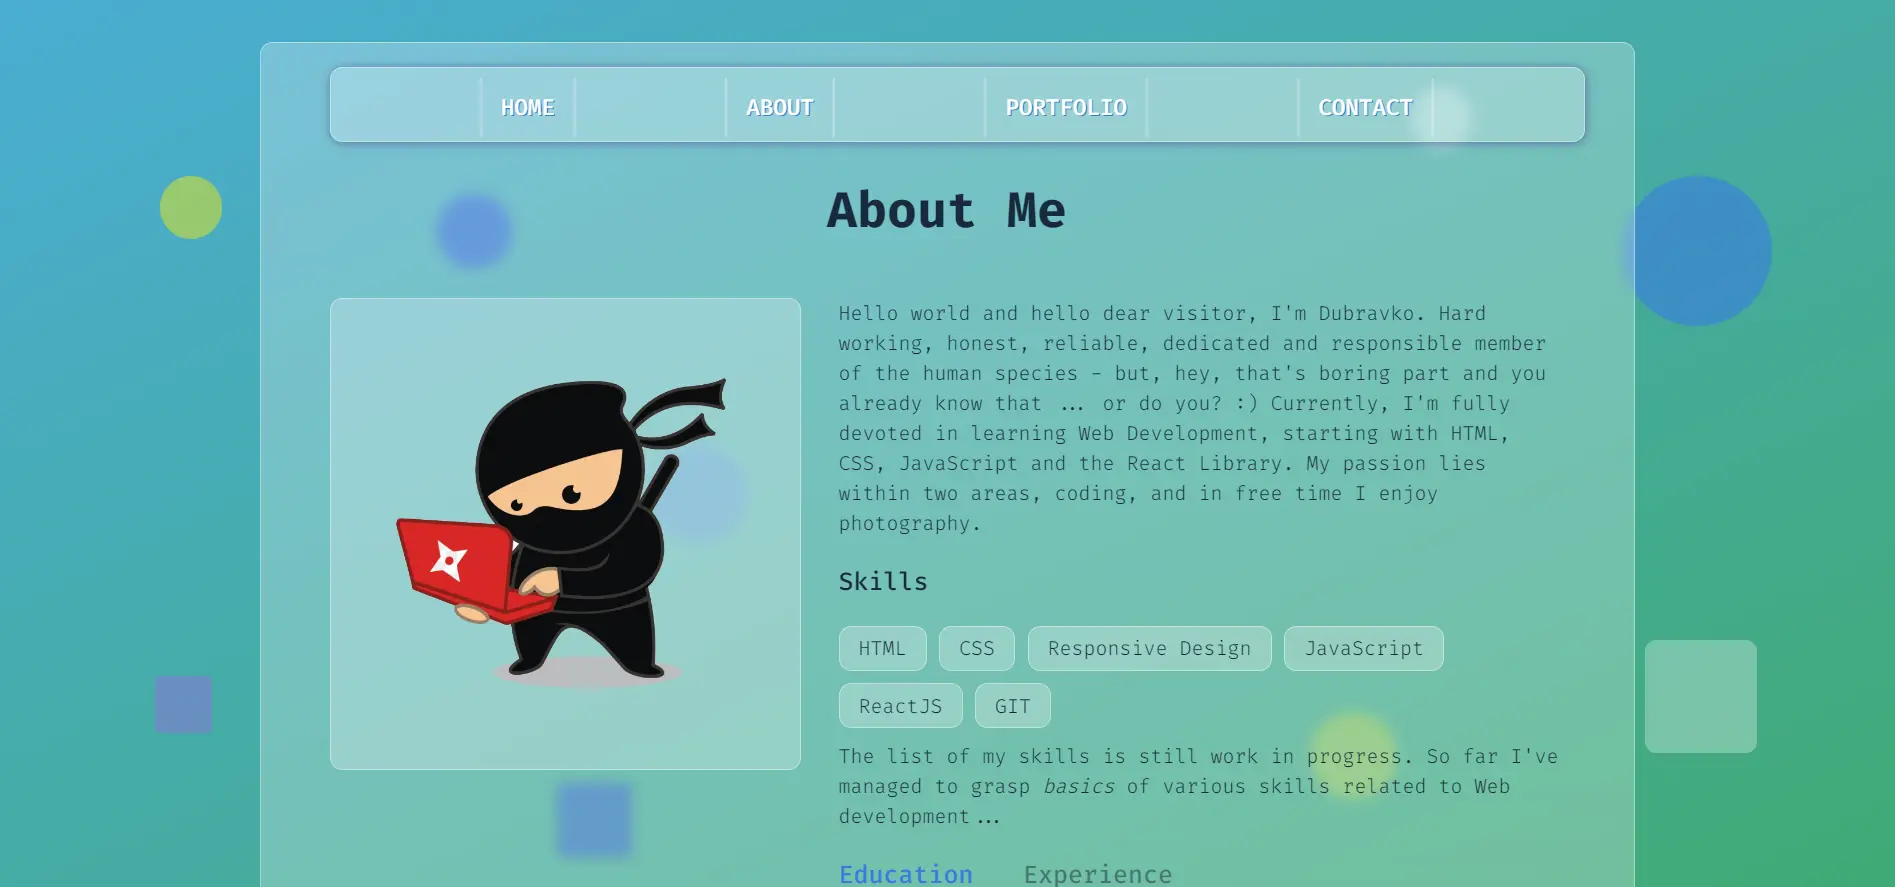 HOME ABOUT PORTFOLIO CONTACT
About Me
Hello world and hello dear visitor, I'm Dubravko. Hard
working, honest, reliable, dedicated and responsible member
of the human species - but, hey, that's boring part and you
already know that ... or do you? :) Currently, I'm fully
devoted in learning Web Development, starting with HTML,
CSS, JavaScript and the React Library. My passion lies
within two areas, coding, and in free time I enjoy
photography.
Skills
HTML CSS Responsive Design JavaScript
ReactJS GIT
The list of my skills is still work in progress. So far I've
managed to grasp basics of various skills related to Web
development...
Education Experience